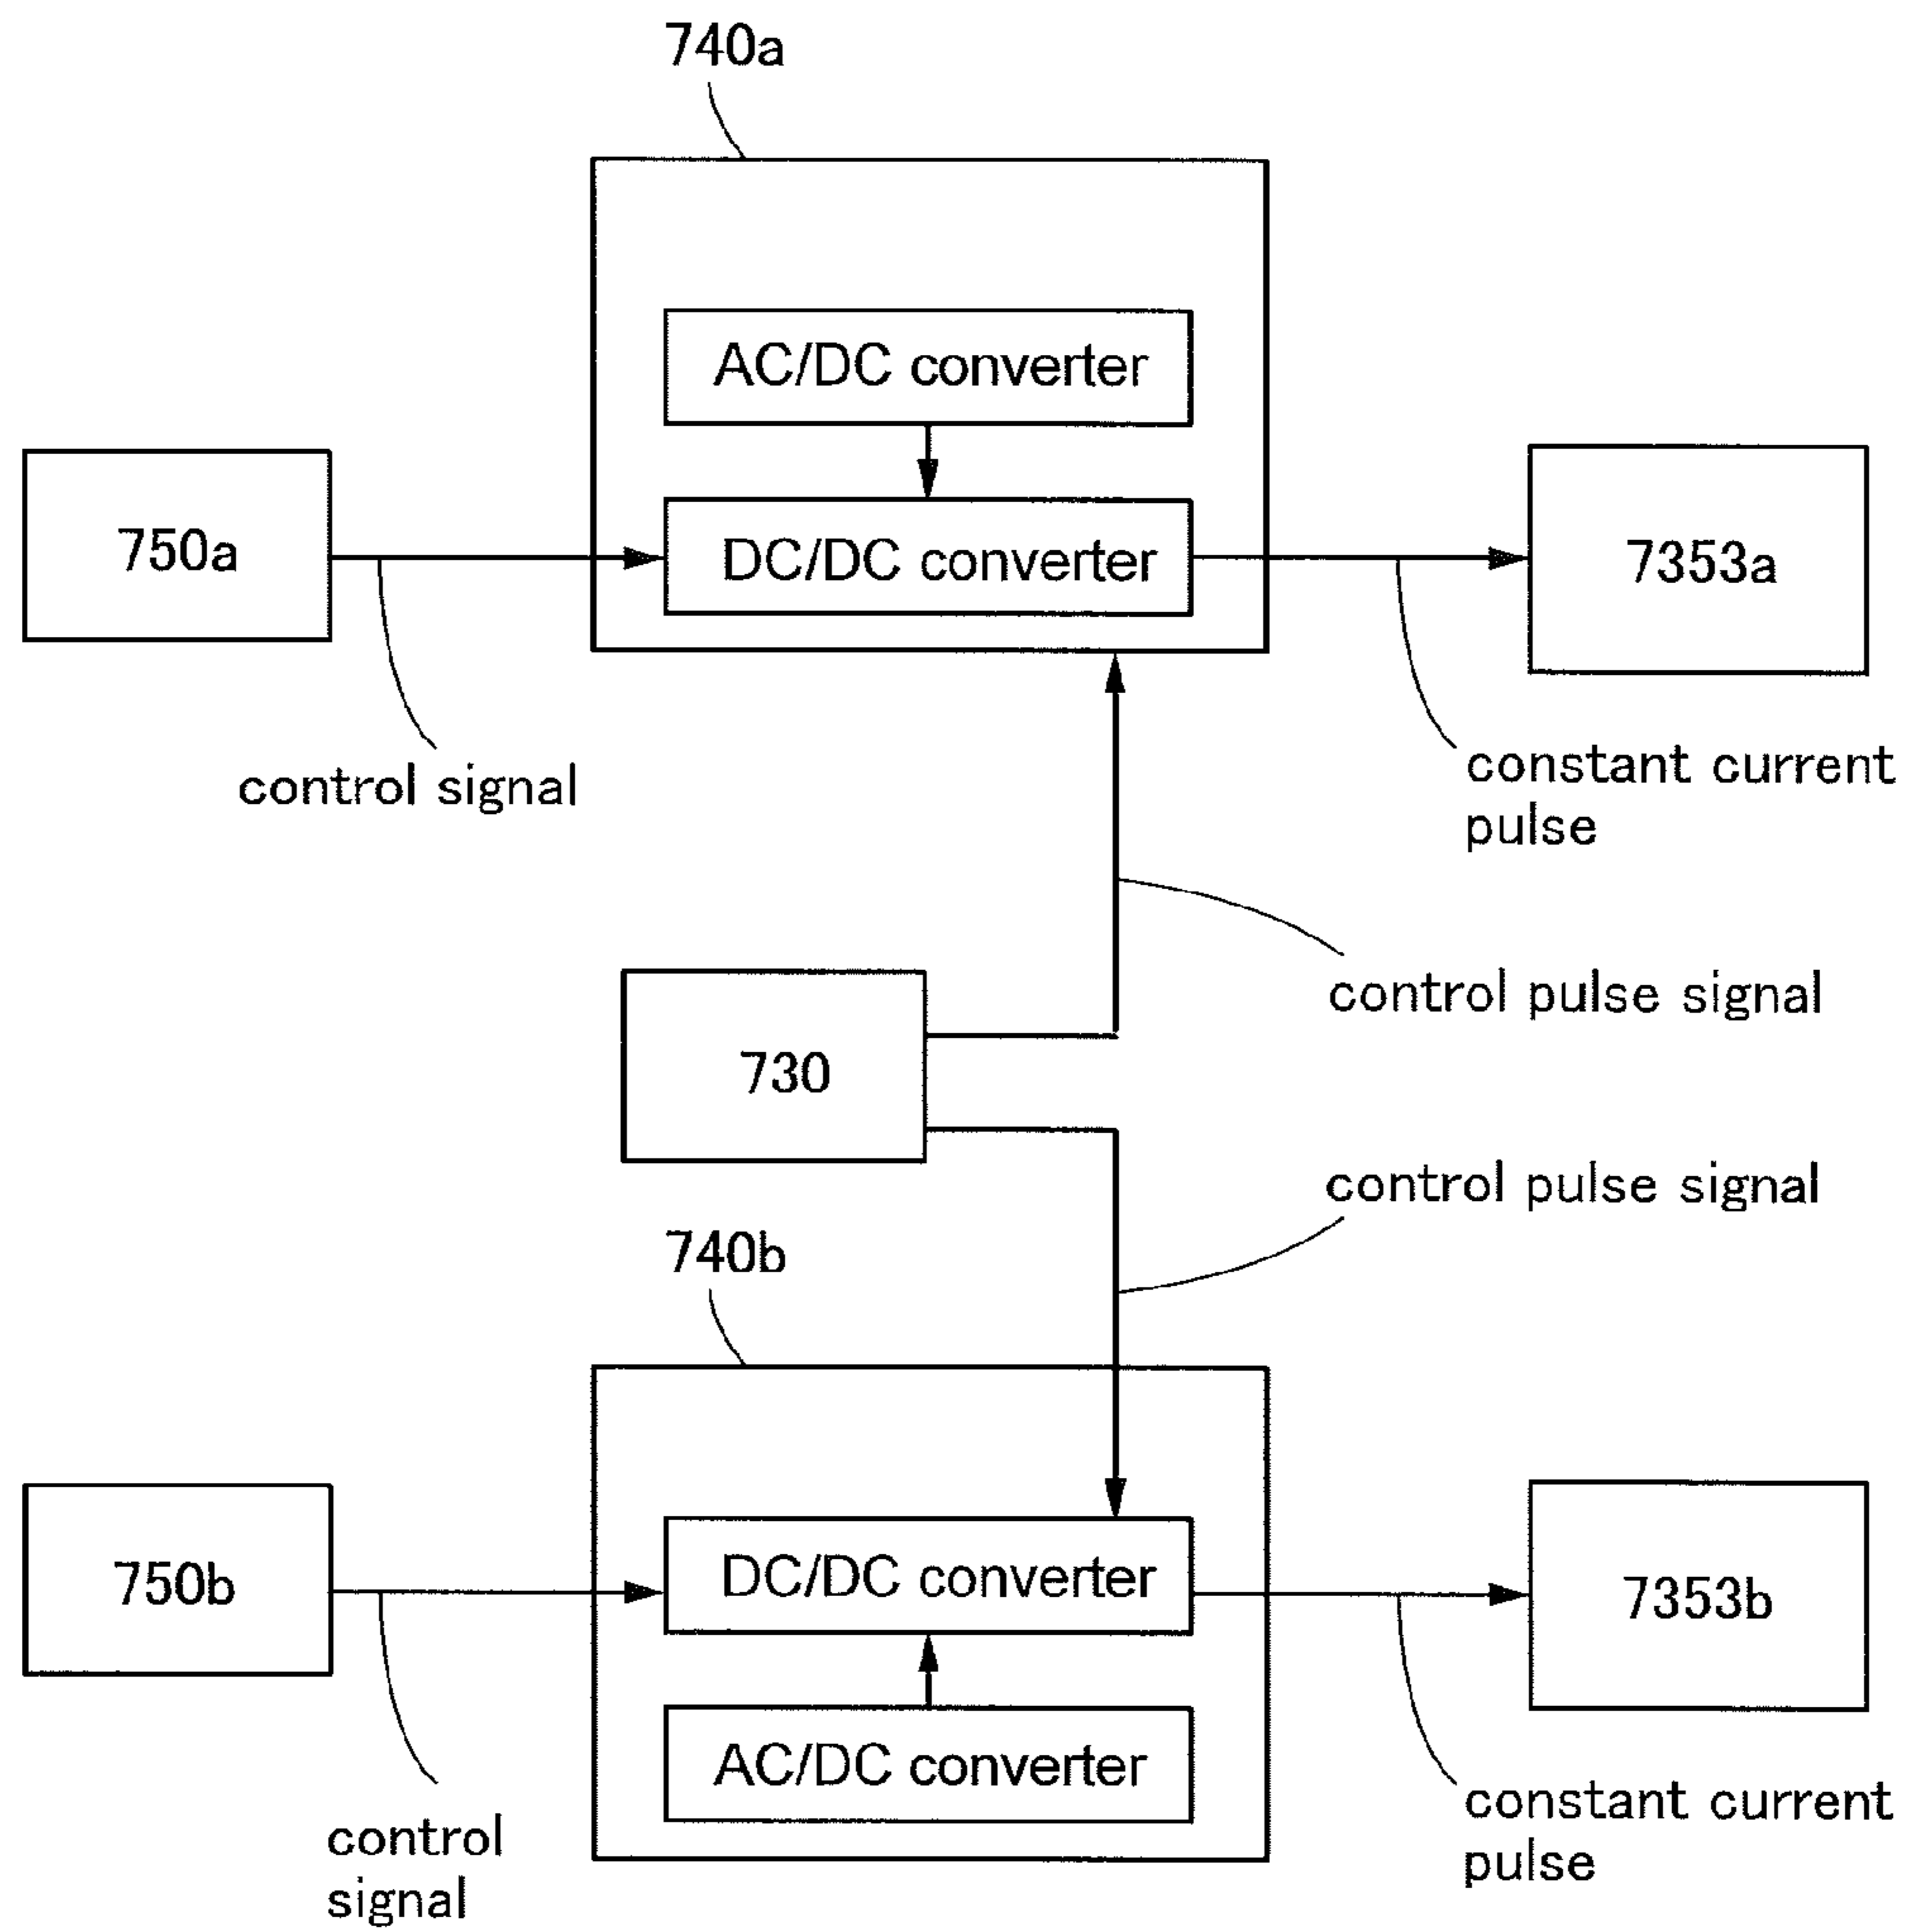 740a
AC/DC converter
750a
DC/DC converter
7353a
control signal
constant current
pulse
control pulse signal
730
control pulse signal
740b
750b
DC/DC converter
7353b
AC/DC converter
control
signal
constant current
pulse